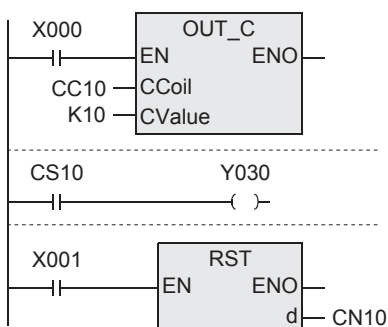 X000
OUT_C
EN ENO
CC10 CCoil
K10 CValue
CS10 Y030
X001
RST
EN ENO
d CN10